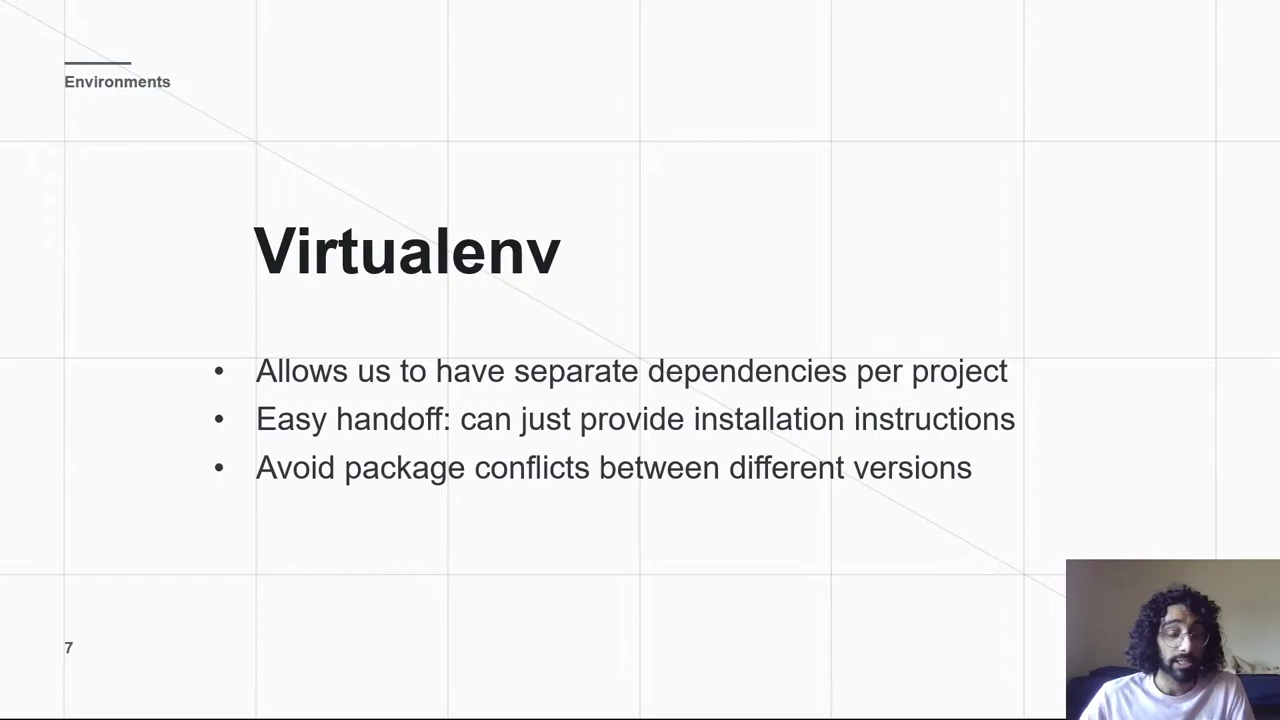 Environments
Virtualenv
• Allows us to have separate dependencies per project
• Easy handoff: can just provide installation instructions
• Avoid package conflicts between different versions
7